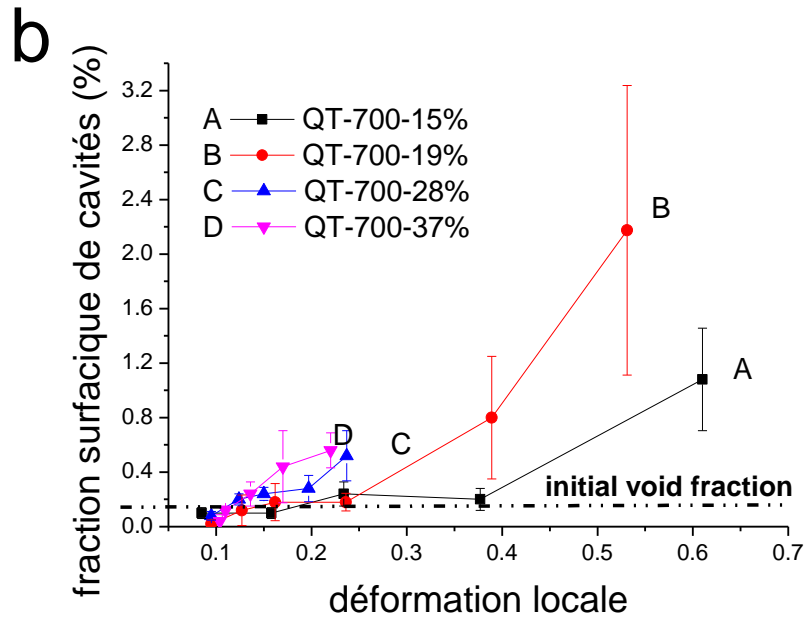 b
fraction surfacique de cavités (%)
3.2
2.8
2.4
2.0
1.6
1.2
0.8
0.4
0.0
A QT-700-15%
B QT-700-19%
C QT-700-28%
D QT-700-37%
B
A
D
C
initial void fraction
0.1 0.2 0.3 0.4 0.5 0.6 0.7
déformation locale